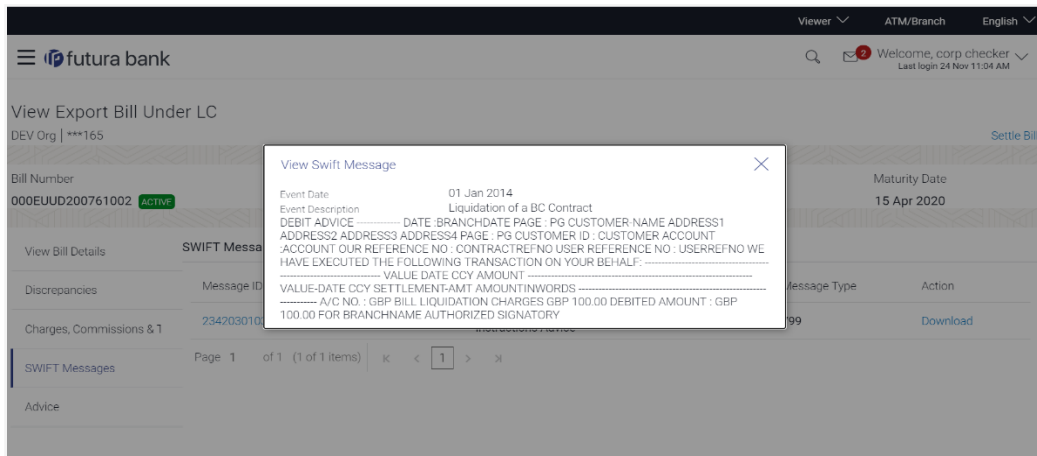 Viewer ATM/Branch English
futura bank
2 Welcome, corp checker
Last login 24 Nov 11:04 AM
View Export Bill Under LC
DEV Org | ***165
Settle Bill
View Swift Message
Bill Number
Maturity Date
000EUUD200761002 ACTIVE
15 Apr 2020
Event Date 01 Jan 2014
Event Description Liquidation of a BC Contract
DEBIT ADVICE ------------- DATE :BRANCHDATE PAGE : PG CUSTOMER-NAME ADDRESS1
ADDRESS2 ADDRESS3 ADDRESS4 PAGE : PG CUSTOMER ID : CUSTOMER ACCOUNT
:ACCOUNT OUR REFERENCE NO : CONTRACTREFNO USER REFERENCE NO : USERREFNO WE
HAVE EXECUTED THE FOLLOWING TRANSACTION ON YOUR BEHALF: -----------------------------------
---------------------------- VALUE DATE CCY AMOUNT ---------------------------------------------------------------
VALUE-DATE CCY SETTLEMENT-AMT AMOUNTINWORDS -----------------------------------------------------
---------- A/C NO. : GBP BILL LIQUIDATION CHARGES GBP 100.00 DEBITED AMOUNT : GBP
100.00 FOR BRANCHNAME AUTHORIZED SIGNATORY
View Bill Details
Discrepancies
Charges, Commissions & T
SWIFT Messages
Advice
SWIFT Messa
Message ID Message Type Action
Download
Page 1 of 1 (1 of 1 items) 1